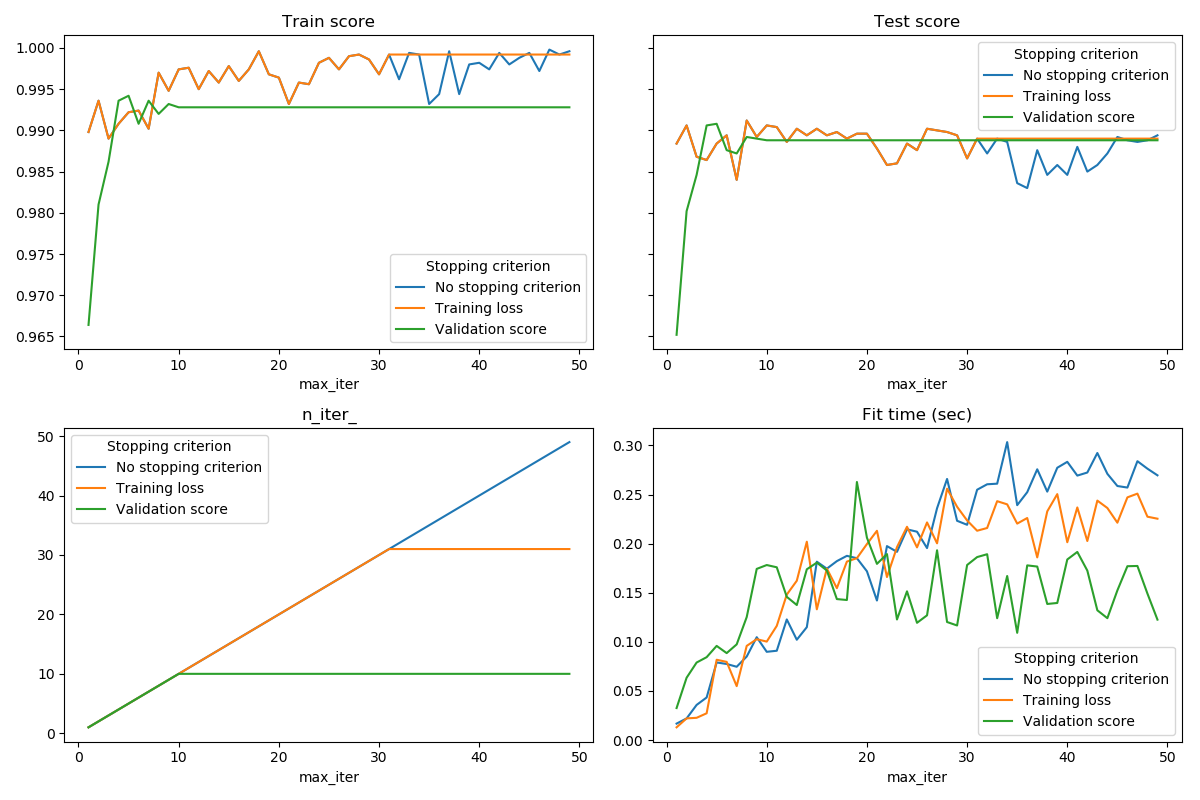 Train score
1.000
0.995
0.990
0.985
0.980
0.975
0.970
0.965
Stopping criterion
No stopping criterion
Training loss
Validation score
0 10 20 30 40 50
max_iter
Test score
Stopping criterion
No stopping criterion
Training loss
Validation score
0 10 20 30 40 50
max_iter
n_iter_
50
40
30
20
10
0
Stopping criterion
No stopping criterion
Training loss
Validation score
0 10 20 30 40 50
max_iter
Fit time (sec)
0.30
0.25
0.20
0.15
0.10
0.05
0.00
Stopping criterion
No stopping criterion
Training loss
Validation score
0 10 20 30 40 50
max_iter